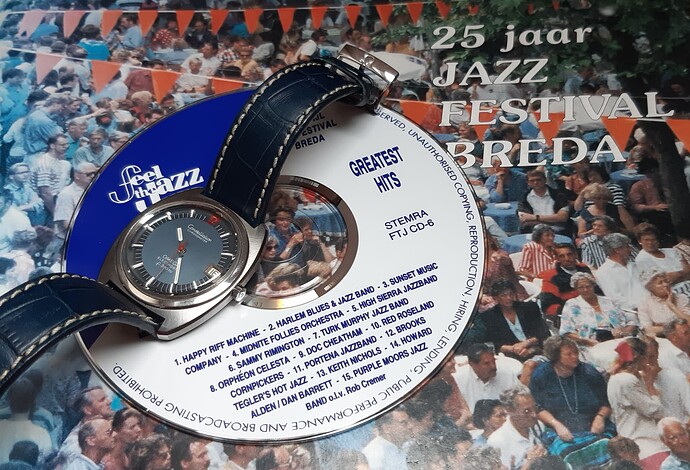 25 jaar
JAZZ
FESTIVAL
BREDA
FESTIVAL
BREDA
feel
the
jazz
GREATEST
HITS
STEMRA
FTJ CD-6
1. HAPPY RIFF MACHINE - 2. HARLEM BLUES & JAZZ BAND - 3. SUNSET MUSIC
COMPANY - 4. MIDNITE FOLLIES ORCHESTRA - 5. HIGH SIERRA JAZZBAND
6. SAMMY RIMINGTON - 7. TURK MURPHY JAZZ BAND
8. ORPHÉON CELESTA - 9. DOC CHEATHAM - 10. RED ROSELAND
CORNPICKERS - 11. PORTENA JAZZBAND - 12. BROOKS
TEGLER'S HOT JAZZ - 13. KEITH NICHOLS - 14. HOWARD
ALDEN / DAN BARRETT - 15. PURPLE MOORS JAZZ
BAND o.l.v. Rob Cremer
RESERVED, UNAUTHORISED COPYING, REPRODUCTION, HIRING, LENDING, PUBLIC PERFORMANCE AND BROADCASTING PROHIBITED.